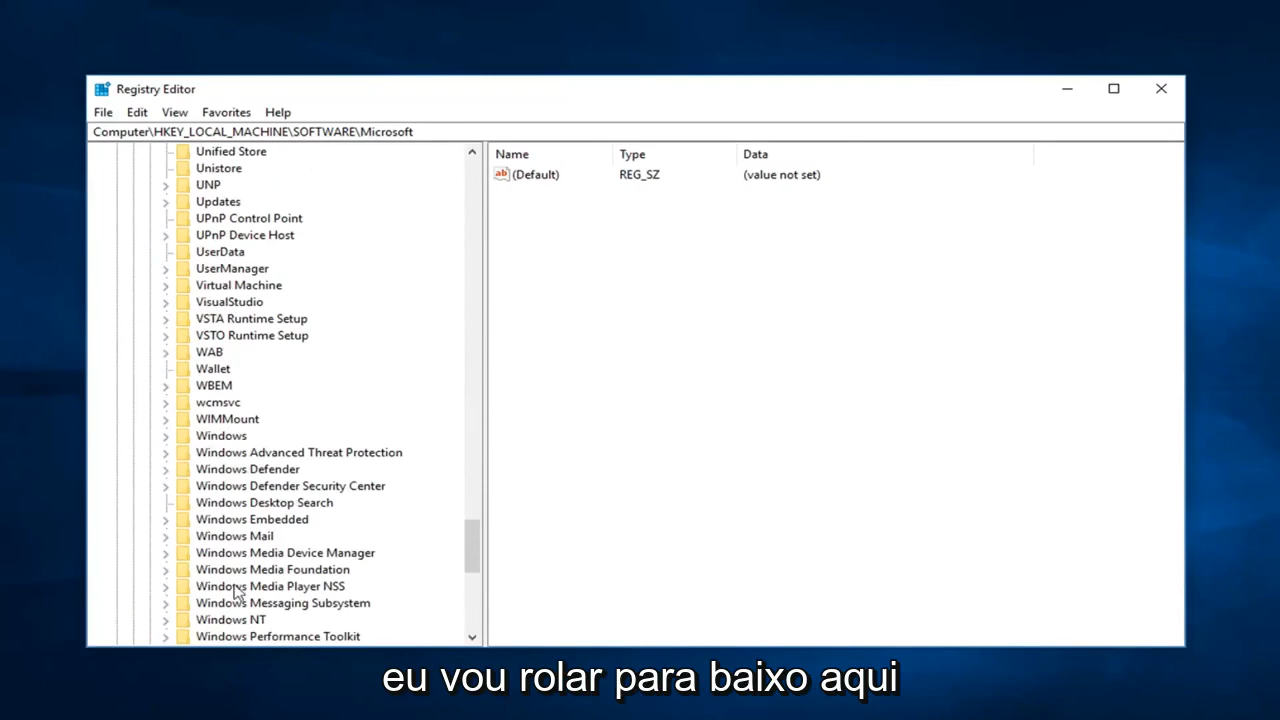 Registry Editor
File Edit View Favorites Help
Computer\HKEY_LOCAL_MACHINE\SOFTWARE\Microsoft
Unified Store
Unistore
UNP
Updates
UPnP Control Point
UPnP Device Host
UserData
UserManager
Virtual Machine
VisualStudio
VSTA Runtime Setup
VSTO Runtime Setup
WAB
Wallet
WBEM
wcmsvc
WIMMount
Windows
Windows Advanced Threat Protection
Windows Defender
Windows Defender Security Center
Windows Desktop Search
Windows Embedded
Windows Mail
Windows Media Device Manager
Windows Media Foundation
Windows Media Player NSS
Windows Messaging Subsystem
Windows NT
Windows Performance Toolkit
Name Type Data
ab (Default) REG_SZ (value not set)
eu vou rolar para baixo aqui